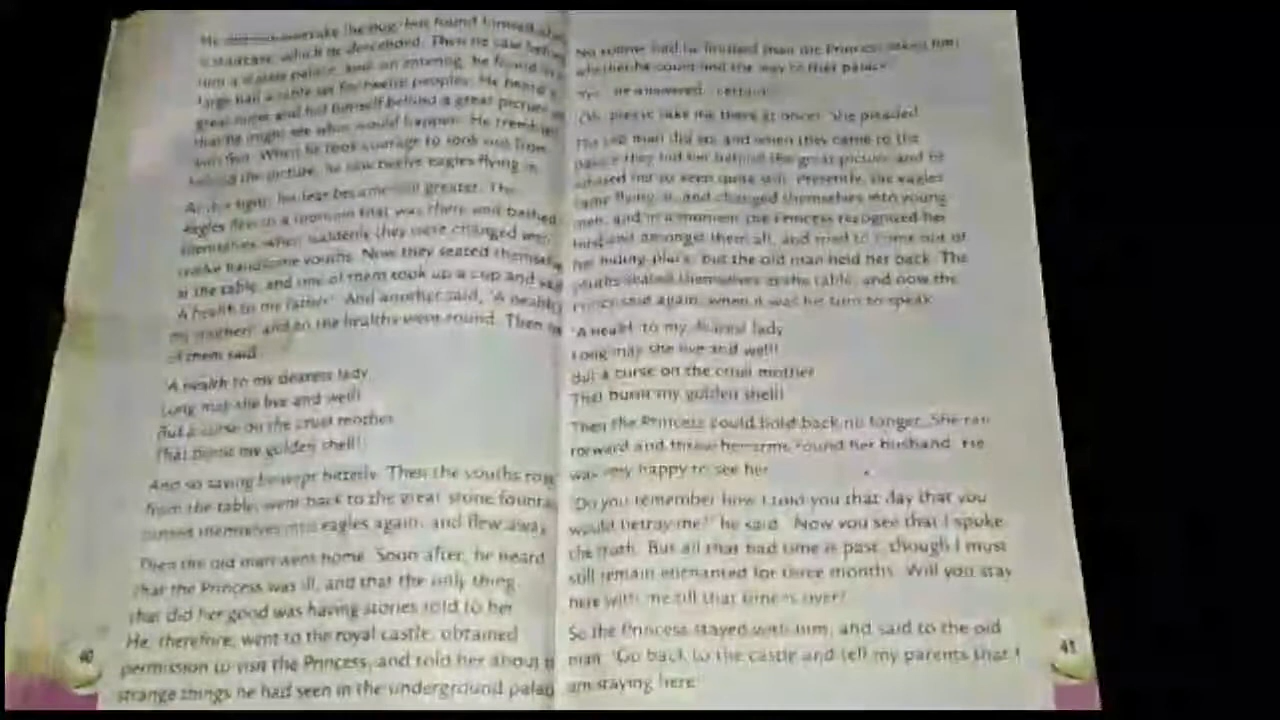 He overtake the mug, but found himself
a staircase, which he descended. Then he saw before
him a stately palace, and on entering, he found in a
large hall a table set for twelve peoples. He heard a
great noise and hid himself behind a great picture
that he might see what would happen. He trembled
with fear. When he took courage to look out from
behind the picture, he saw twelve eagles flying in.
At this sight, his fear became still greater. The
eagles flew to a fountain that was there and bathed
themselves, when suddenly they were changed
twelve handsome youths. Now they seated themselves
at the table, and one of them took up a cup and said
'A health to my father!' And another said, 'A health
my mother!' and so the healths went round. Then
of them said
'A health to my dearest lady
Long may she live and well!
But a curse on the cruel mother
That burnt my golden shell!'
And so saying he wept bitterly. Then the youths rose
from the table, went back to the great stone fountain
turned themselves into eagles again, and flew away
Then the old man went home. Soon after, he heard
that the Princess was ill, and that the only thing
that did her good was having stories told to her
He, therefore, went to the royal castle, obtained
permission to visit the Princess, and told her about
strange things he had seen in the underground palace
40
No sooner had he finished than the Princess asked him
whether he could find the way to that palace
'Yes,' he answered, 'certainly.'
'Oh, please take me there at once!' she pleaded
The old man did so, and when they came to the
palace they hid her behind the great picture and he
advised her to keep quite still. Presently, the eagles
came flying in, and changed themselves into young
men, and in a moment the Princess recognized her
husband amongst them all, and tried to come out of
her hiding-place, but the old man held her back. The
youths seated themselves at the table, and now the
Prince said again, when it was his turn to speak
'A health to my dearest lady
Long may she live and well!
But a curse on the cruel mother
That burnt my golden shell!'
Then the Princess could hold back no longer. She ran
forward and threw her arms round her husband. He
was very happy to see her
'Do you remember how I told you that day that you
would betray me?' he said. 'Now you see that I spoke
the truth. But all that bad time is past, though I must
still remain enchanted for three months. Will you stay
here with me till that time is over?'
So the Princess stayed with him, and said to the old
man, 'Go back to the castle and tell my parents that I
am staying here.'
41